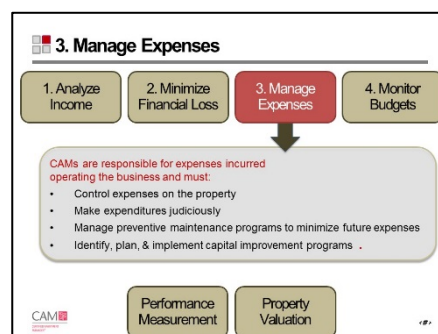 3. Manage Expenses
1. Analyze
Income
2. Minimize
Financial Loss
3. Manage
Expenses
4. Monitor
Budgets
CAMs are responsible for expenses incurred
operating the business and must:
• Control expenses on the property
• Make expenditures judiciously
• Manage preventive maintenance programs to minimize future expenses
• Identify, plan, & implement capital improvement programs .
Performance
Measurement
Property
Valuation
CAM